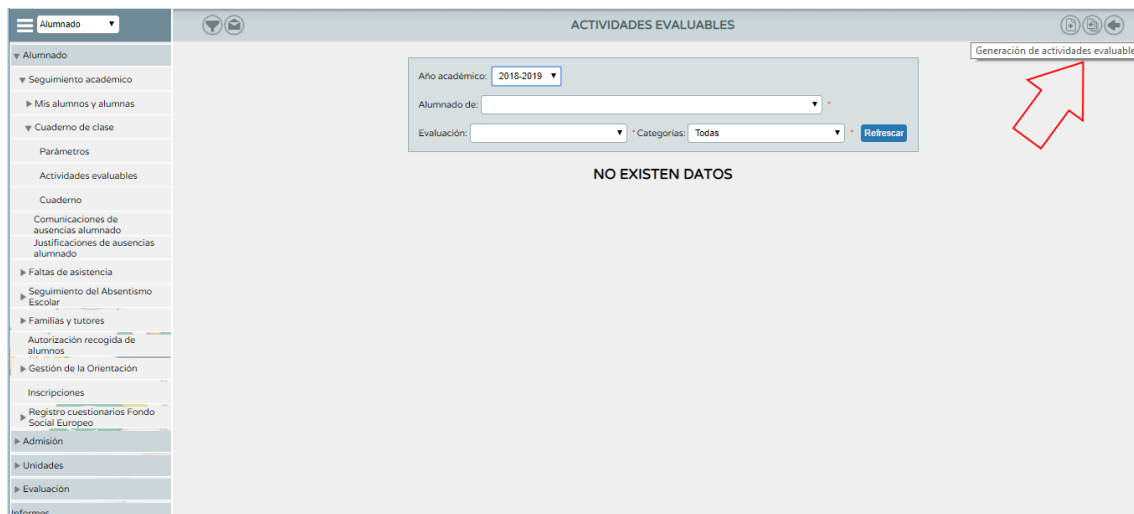 Alumnado
ACTIVIDADES EVALUABLES
Generación de actividades evaluable
Alumnado
Seguimiento académico
Mis alumnos y alumnas
Cuaderno de clase
Parámetros
Actividades evaluables
Cuaderno
Comunicaciones de
ausencias alumnado
Justificaciones de ausencias
alumnado
Faltas de asistencia
Seguimiento del Absentismo
Escolar
Familias y tutores
Autorización recogida de
alumnos
Gestión de la Orientación
Inscripciones
Registro cuestionarios Fondo
Social Europeo
Admisión
Unidades
Evaluación
Informes
Año académico: 2018-2019
Alumnado de: *
Evaluación: * Categorías: Todas * Refrescar
NO EXISTEN DATOS